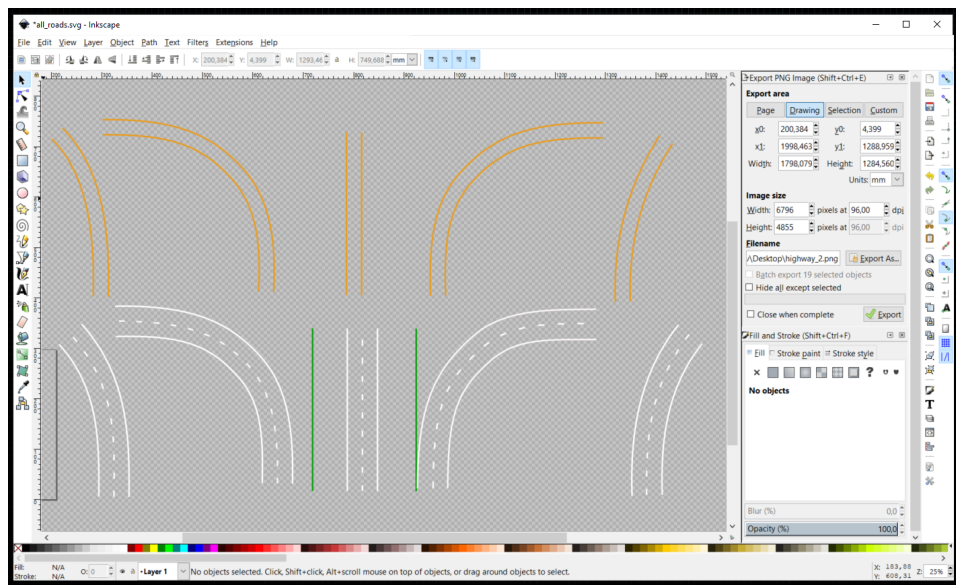 *all_roads.svg - Inkscape
File Edit View Layer Object Path Text Filters Extensions Help
X: 200,384 Y: 4,399 W: 1293,46 H: 749,688 mm
Export PNG Image (Shift+Ctrl+E)
Export area
Page Drawing Selection Custom
x0: 200,384 y0: 4,399
x1: 1998,463 y1: 1288,959
Width: 1798,079 Height: 1284,560
Units: mm
Image size
Width: 6796 pixels at 96,00 dpi
Height: 4855 pixels at 96,00 dpi
Filename
\Desktop\highway_2.png Export As...
Batch export 19 selected objects
Hide all except selected
Close when complete Export
Fill and Stroke (Shift+Ctrl+F)
Fill Stroke paint Stroke style
?
No objects
Blur (%) 0,0
Opacity (%) 100,0
Fill: N/A
Stroke: N/A
O: 0
Layer 1
No objects selected. Click, Shift+click, Alt+scroll mouse on top of objects, or drag around objects to select.
X: 183,88
Y: 608,31
Z: 25%